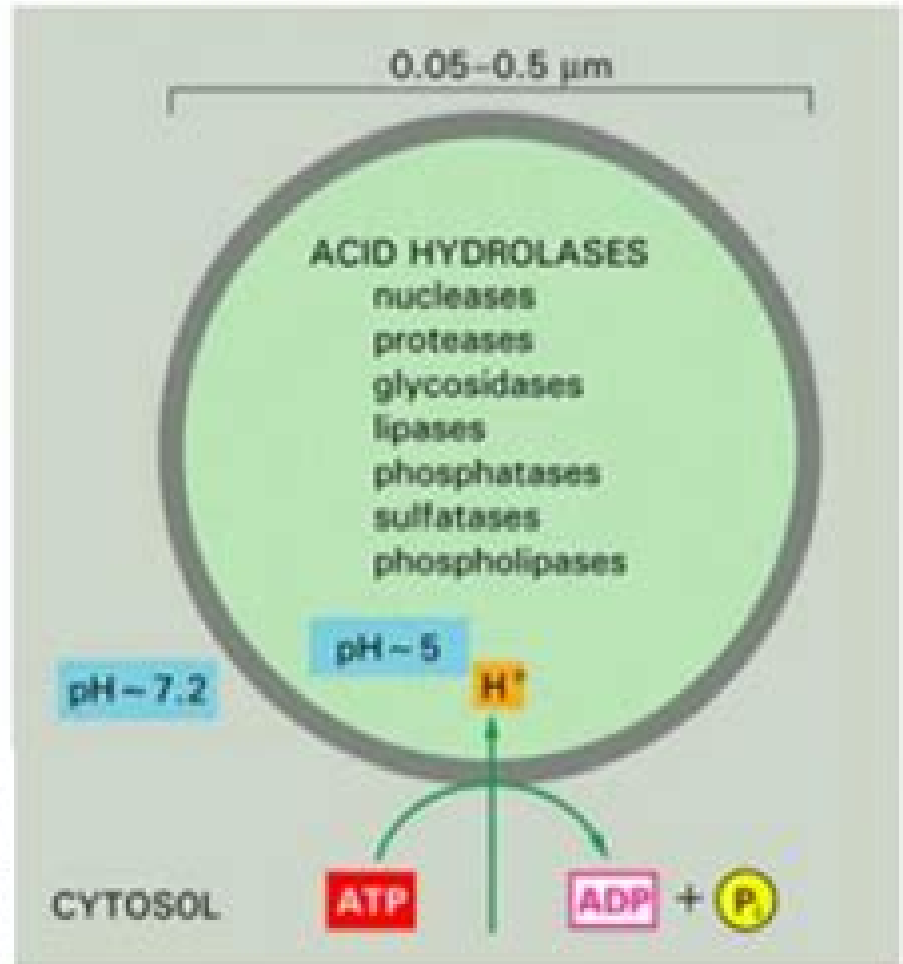 0.05–0.5 µm
ACID HYDROLASES
nucleases
proteases
glycosidases
lipases
phosphatases
sulfatases
phospholipases
pH ~ 5
pH ~ 7.2
H⁺
CYTOSOL
ATP
ADP + Pi